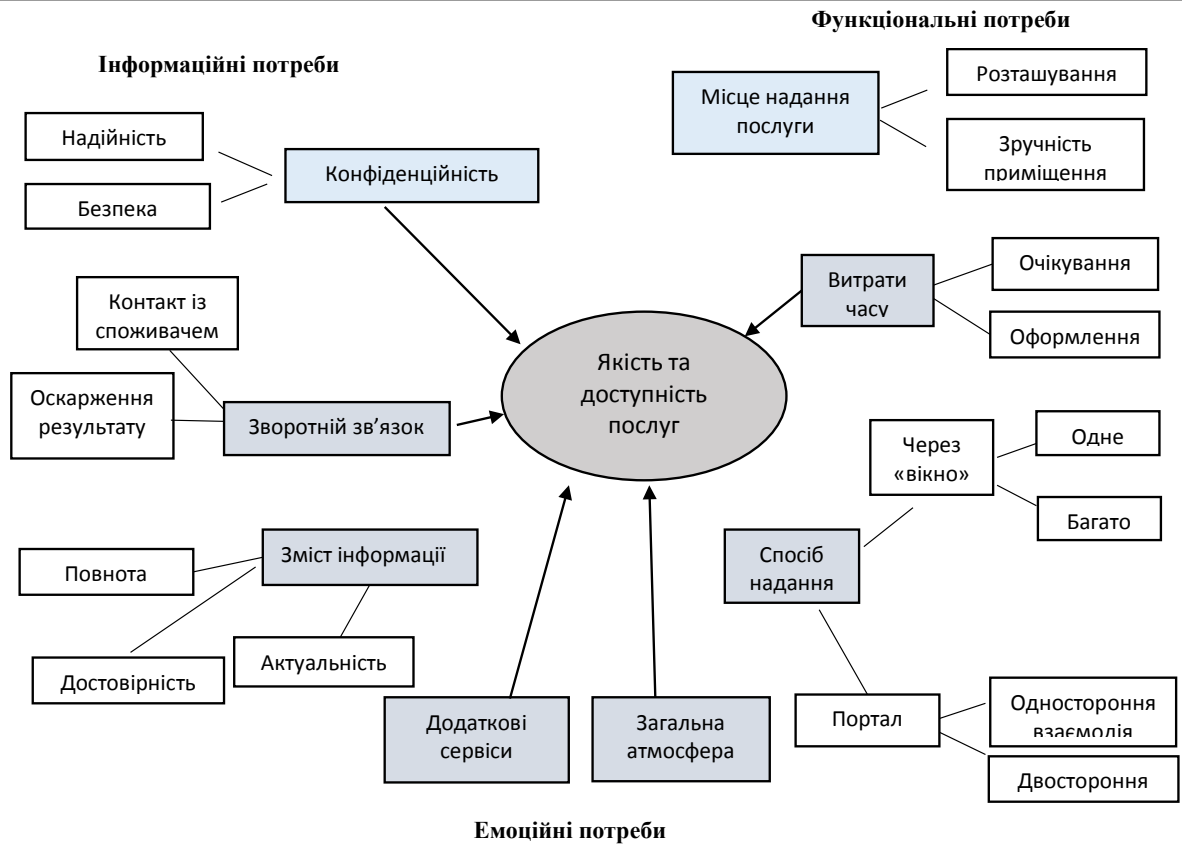 Функціональні потреби
Інформаційні потреби
Розташування
Місце надання
послуги
Надійність
Зручність
приміщення
Конфіденційність
Безпека
Очікування
Витрати
часу
Контакт із
споживачем
Оформлення
Якість та
доступність
послуг
Оскарження
результату
Зворотній зв’язок
Через
«вікно»
Одне
Багато
Зміст інформації
Спосіб
надання
Повнота
Актуальність
Достовірність
Додаткові
сервіси
Загальна
атмосфера
Портал
Одностороння
взаємодія
Двостороння
Емоційні потреби